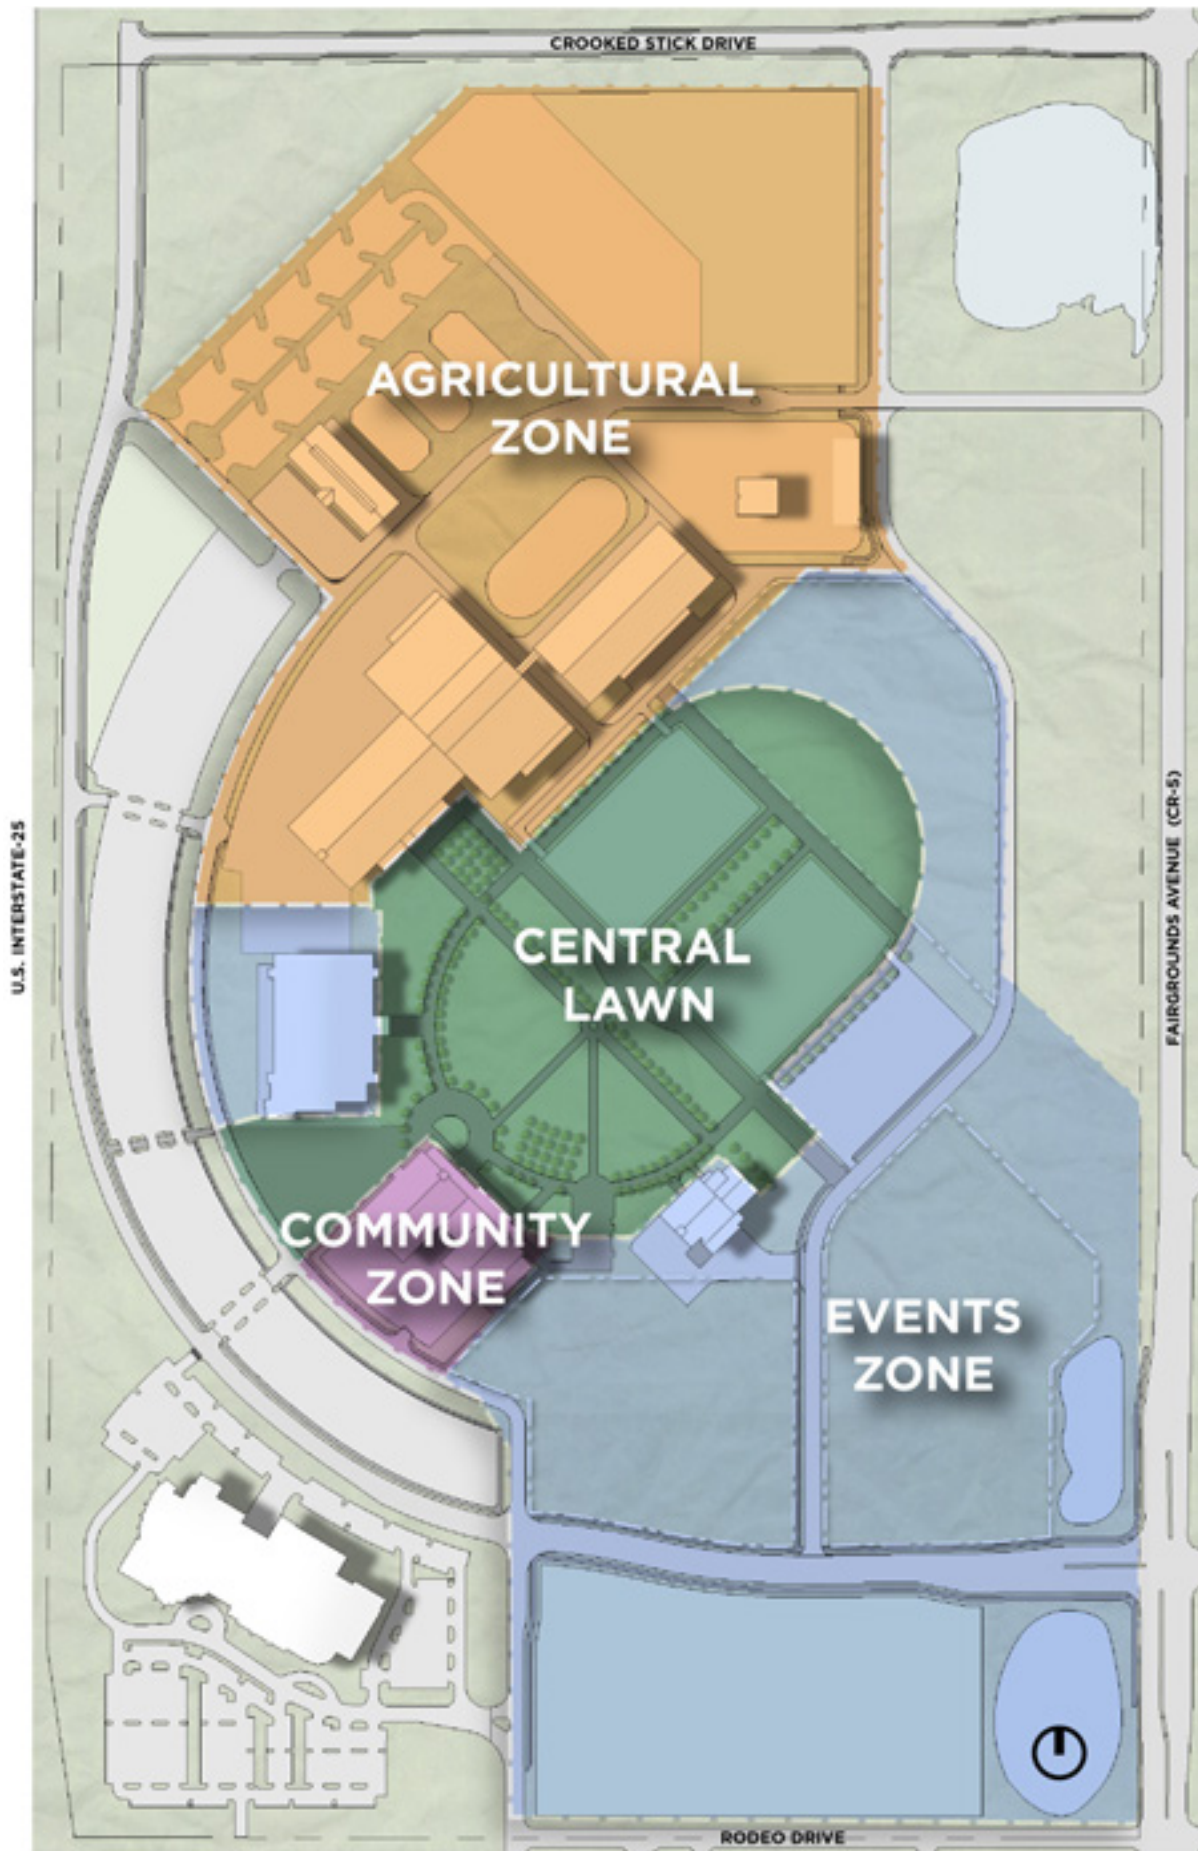 CROOKED STICK DRIVE
AGRICULTURAL
ZONE
U.S. INTERSTATE-25
FAIRGROUNDS AVENUE (CR-5)
CENTRAL
LAWN
COMMUNITY
ZONE
EVENTS
ZONE
RODEO DRIVE